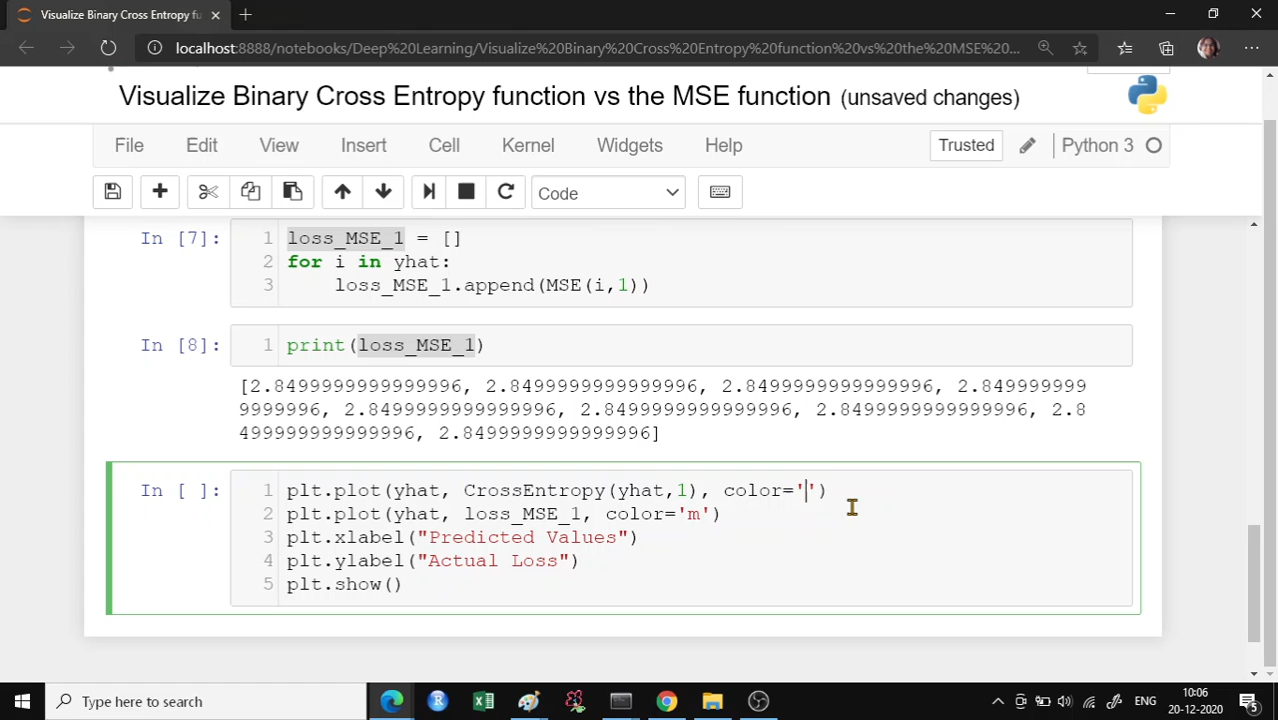 Visualize Binary Cross Entropy fu
localhost:8888/notebooks/Deep%20Learning/Visualize%20Binary%20Cross%20Entropy%20function%20vs%20the%20MSE%20...
Visualize Binary Cross Entropy function vs the MSE function (unsaved changes)
File Edit View Insert Cell Kernel Widgets Help Trusted Python 3
Code
In [7]:
1 loss_MSE_1 = []
2 for i in yhat:
3 loss_MSE_1.append(MSE(i,1))
In [8]: 1 print(loss_MSE_1)
[2.8499999999999996, 2.8499999999999996, 2.8499999999999996, 2.849999999
9999996, 2.8499999999999996, 2.8499999999999996, 2.8499999999999996, 2.8
499999999999996, 2.8499999999999996]
In [ ]: 1 plt.plot(yhat, CrossEntropy(yhat,1), color='')
2 plt.plot(yhat, loss_MSE_1, color='m')
3 plt.xlabel("Predicted Values")
4 plt.ylabel("Actual Loss")
5 plt.show()
Type here to search
ENG
10:06
20-12-2020
5